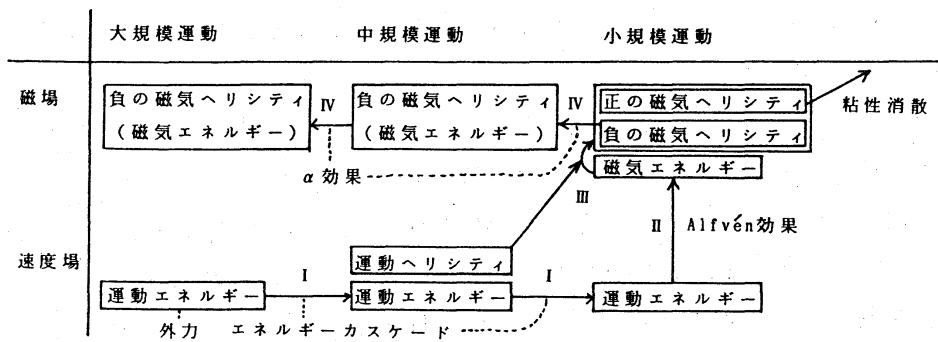 大規模運動 中規模運動 小規模運動
磁場
負の磁気ヘリシティ
(磁気エネルギー)
Ⅳ
負の磁気ヘリシティ
(磁気エネルギー)
Ⅳ
正の磁気ヘリシティ
負の磁気ヘリシティ
磁気エネルギー
粘性消散
α効果
Ⅲ
Ⅱ Alfvén効果
速度場
運動ヘリシティ
運動エネルギー
Ⅰ
運動エネルギー
Ⅰ
運動エネルギー
外力 エネルギーカスケード